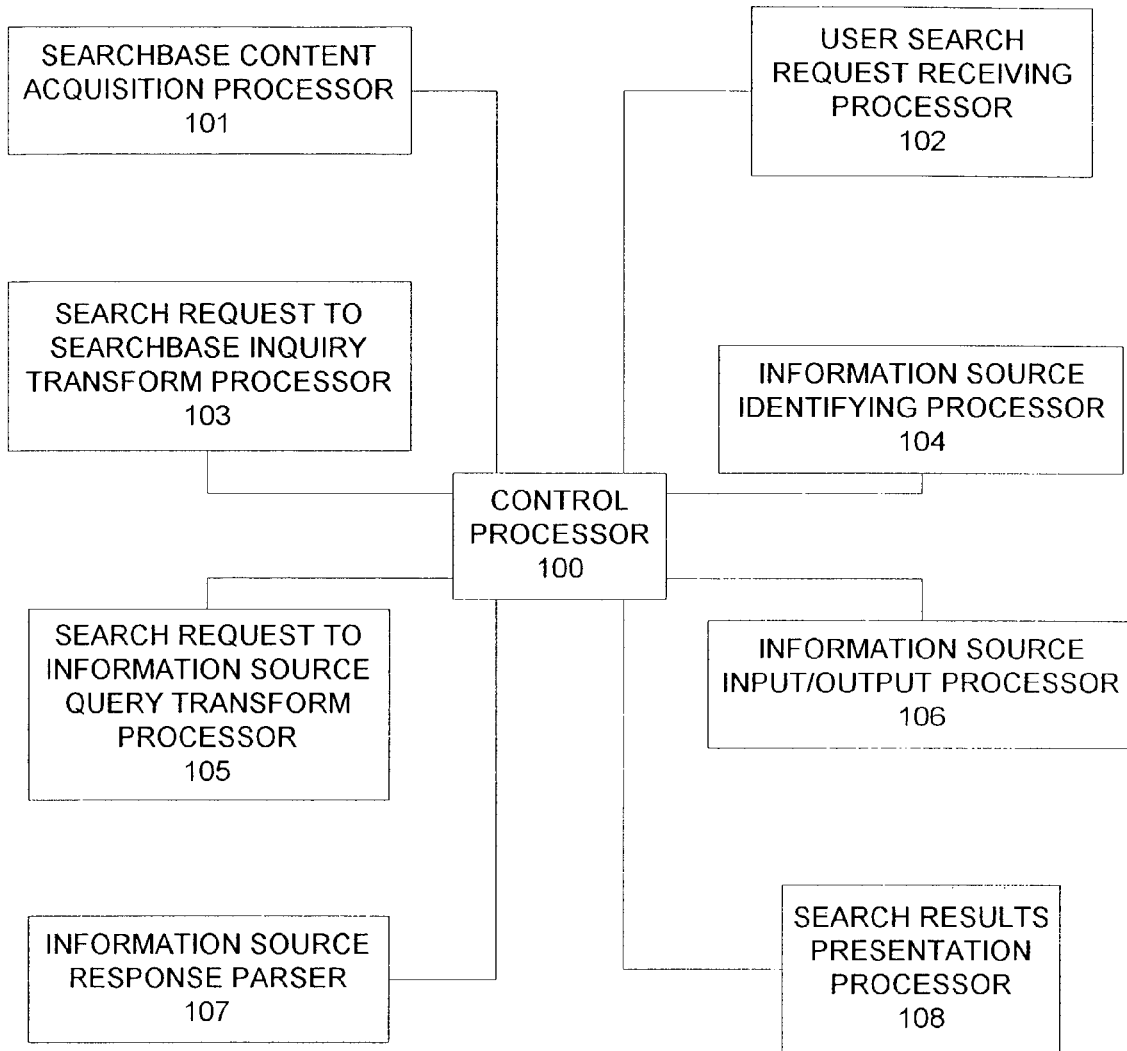 SEARCHBASE CONTENT
ACQUISITION PROCESSOR
101
USER SEARCH
REQUEST RECEIVING
PROCESSOR
102
SEARCH REQUEST TO
SEARCHBASE INQUIRY
TRANSFORM PROCESSOR
103
INFORMATION SOURCE
IDENTIFYING PROCESSOR
104
CONTROL
PROCESSOR
100
SEARCH REQUEST TO
INFORMATION SOURCE
QUERY TRANSFORM
PROCESSOR
105
INFORMATION SOURCE
INPUT/OUTPUT PROCESSOR
106
INFORMATION SOURCE
RESPONSE PARSER
107
SEARCH RESULTS
PRESENTATION
PROCESSOR
108